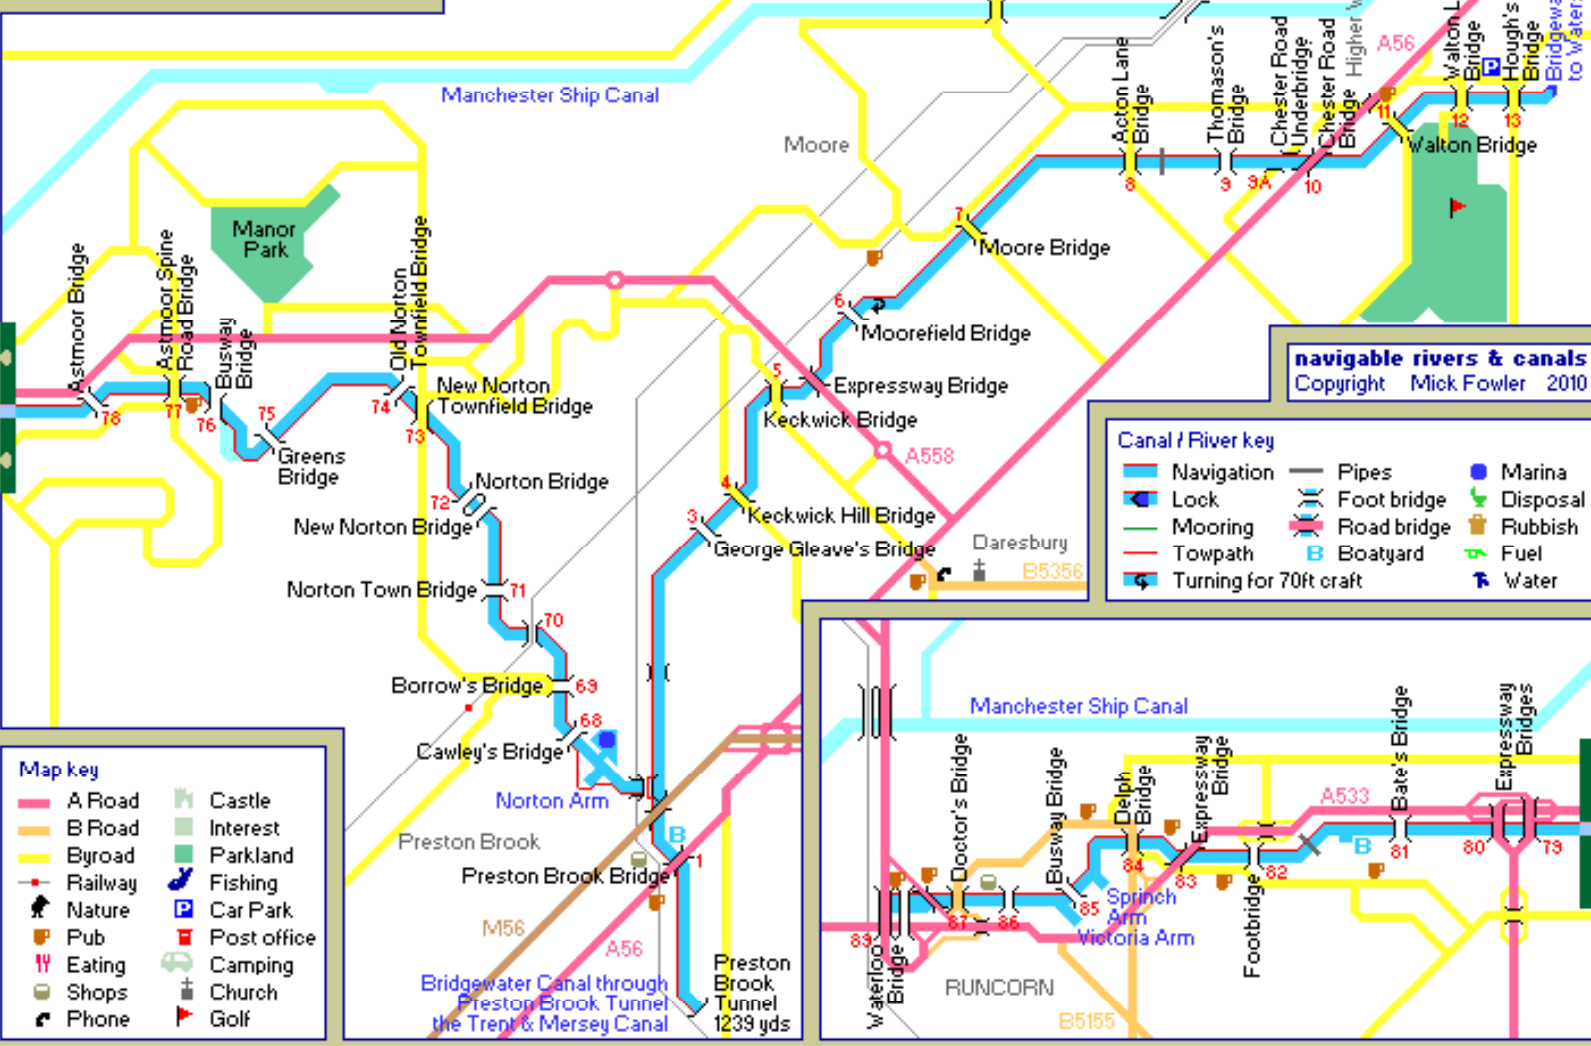 Manchester Ship Canal
Moore
Acton Lane
Bridge
Thomason's
Bridge
Chester Road
Underbridge
Chester Road
Bridge
A56
Bridge
Hough's
Bridge
to
8
9
9A
10
11
12
13
Walton Bridge
7
Moore Bridge
6
Moorefield Bridge
5
Expressway Bridge
Keckwick Bridge
A558
4
Keckwick Hill Bridge
3
George Gleave's Bridge
Daresbury
B5356
Manor
Park
Astmoor Bridge
Astmoor Spine
Road Bridge
Busway
Bridge
Old Norton
Townfield Bridge
78
77
76
75
74
73
Greens
Bridge
New Norton
Townfield Bridge
72
Norton Bridge
New Norton Bridge
Norton Town Bridge
71
70
Borrow's Bridge
69
68
Cawley's Bridge
Norton Arm
Preston Brook
B
1
Preston Brook Bridge
M56
A56
Bridgewater Canal through
Preston Brook Tunnel
the Trent & Mersey Canal
Preston
Brook
Tunnel
1239 yds
navigable rivers & canals
Copyright Mick Fowler 2010
Canal / River key
Navigation
Pipes
Marina
Lock
Foot bridge
Disposal
Mooring
Road bridge
Rubbish
Towpath
B Boatyard
Fuel
Turning for 70ft craft
Water
Map key
A Road
Castle
B Road
Interest
Byroad
Parkland
Railway
Fishing
Nature
P Car Park
Pub
Post office
Eating
Camping
Shops
Church
Phone
Golf
Manchester Ship Canal
Doctor's Bridge
Busway Bridge
Delph
Bridge
Expressway
Bridge
A533
Bate's Bridge
Expressway
Bridges
B
89
87
86
85
84
83
82
81
80
79
Sprinch
Arm
Victoria Arm
Footbridge
Waterloo
Bridge
RUNCORN
B5155